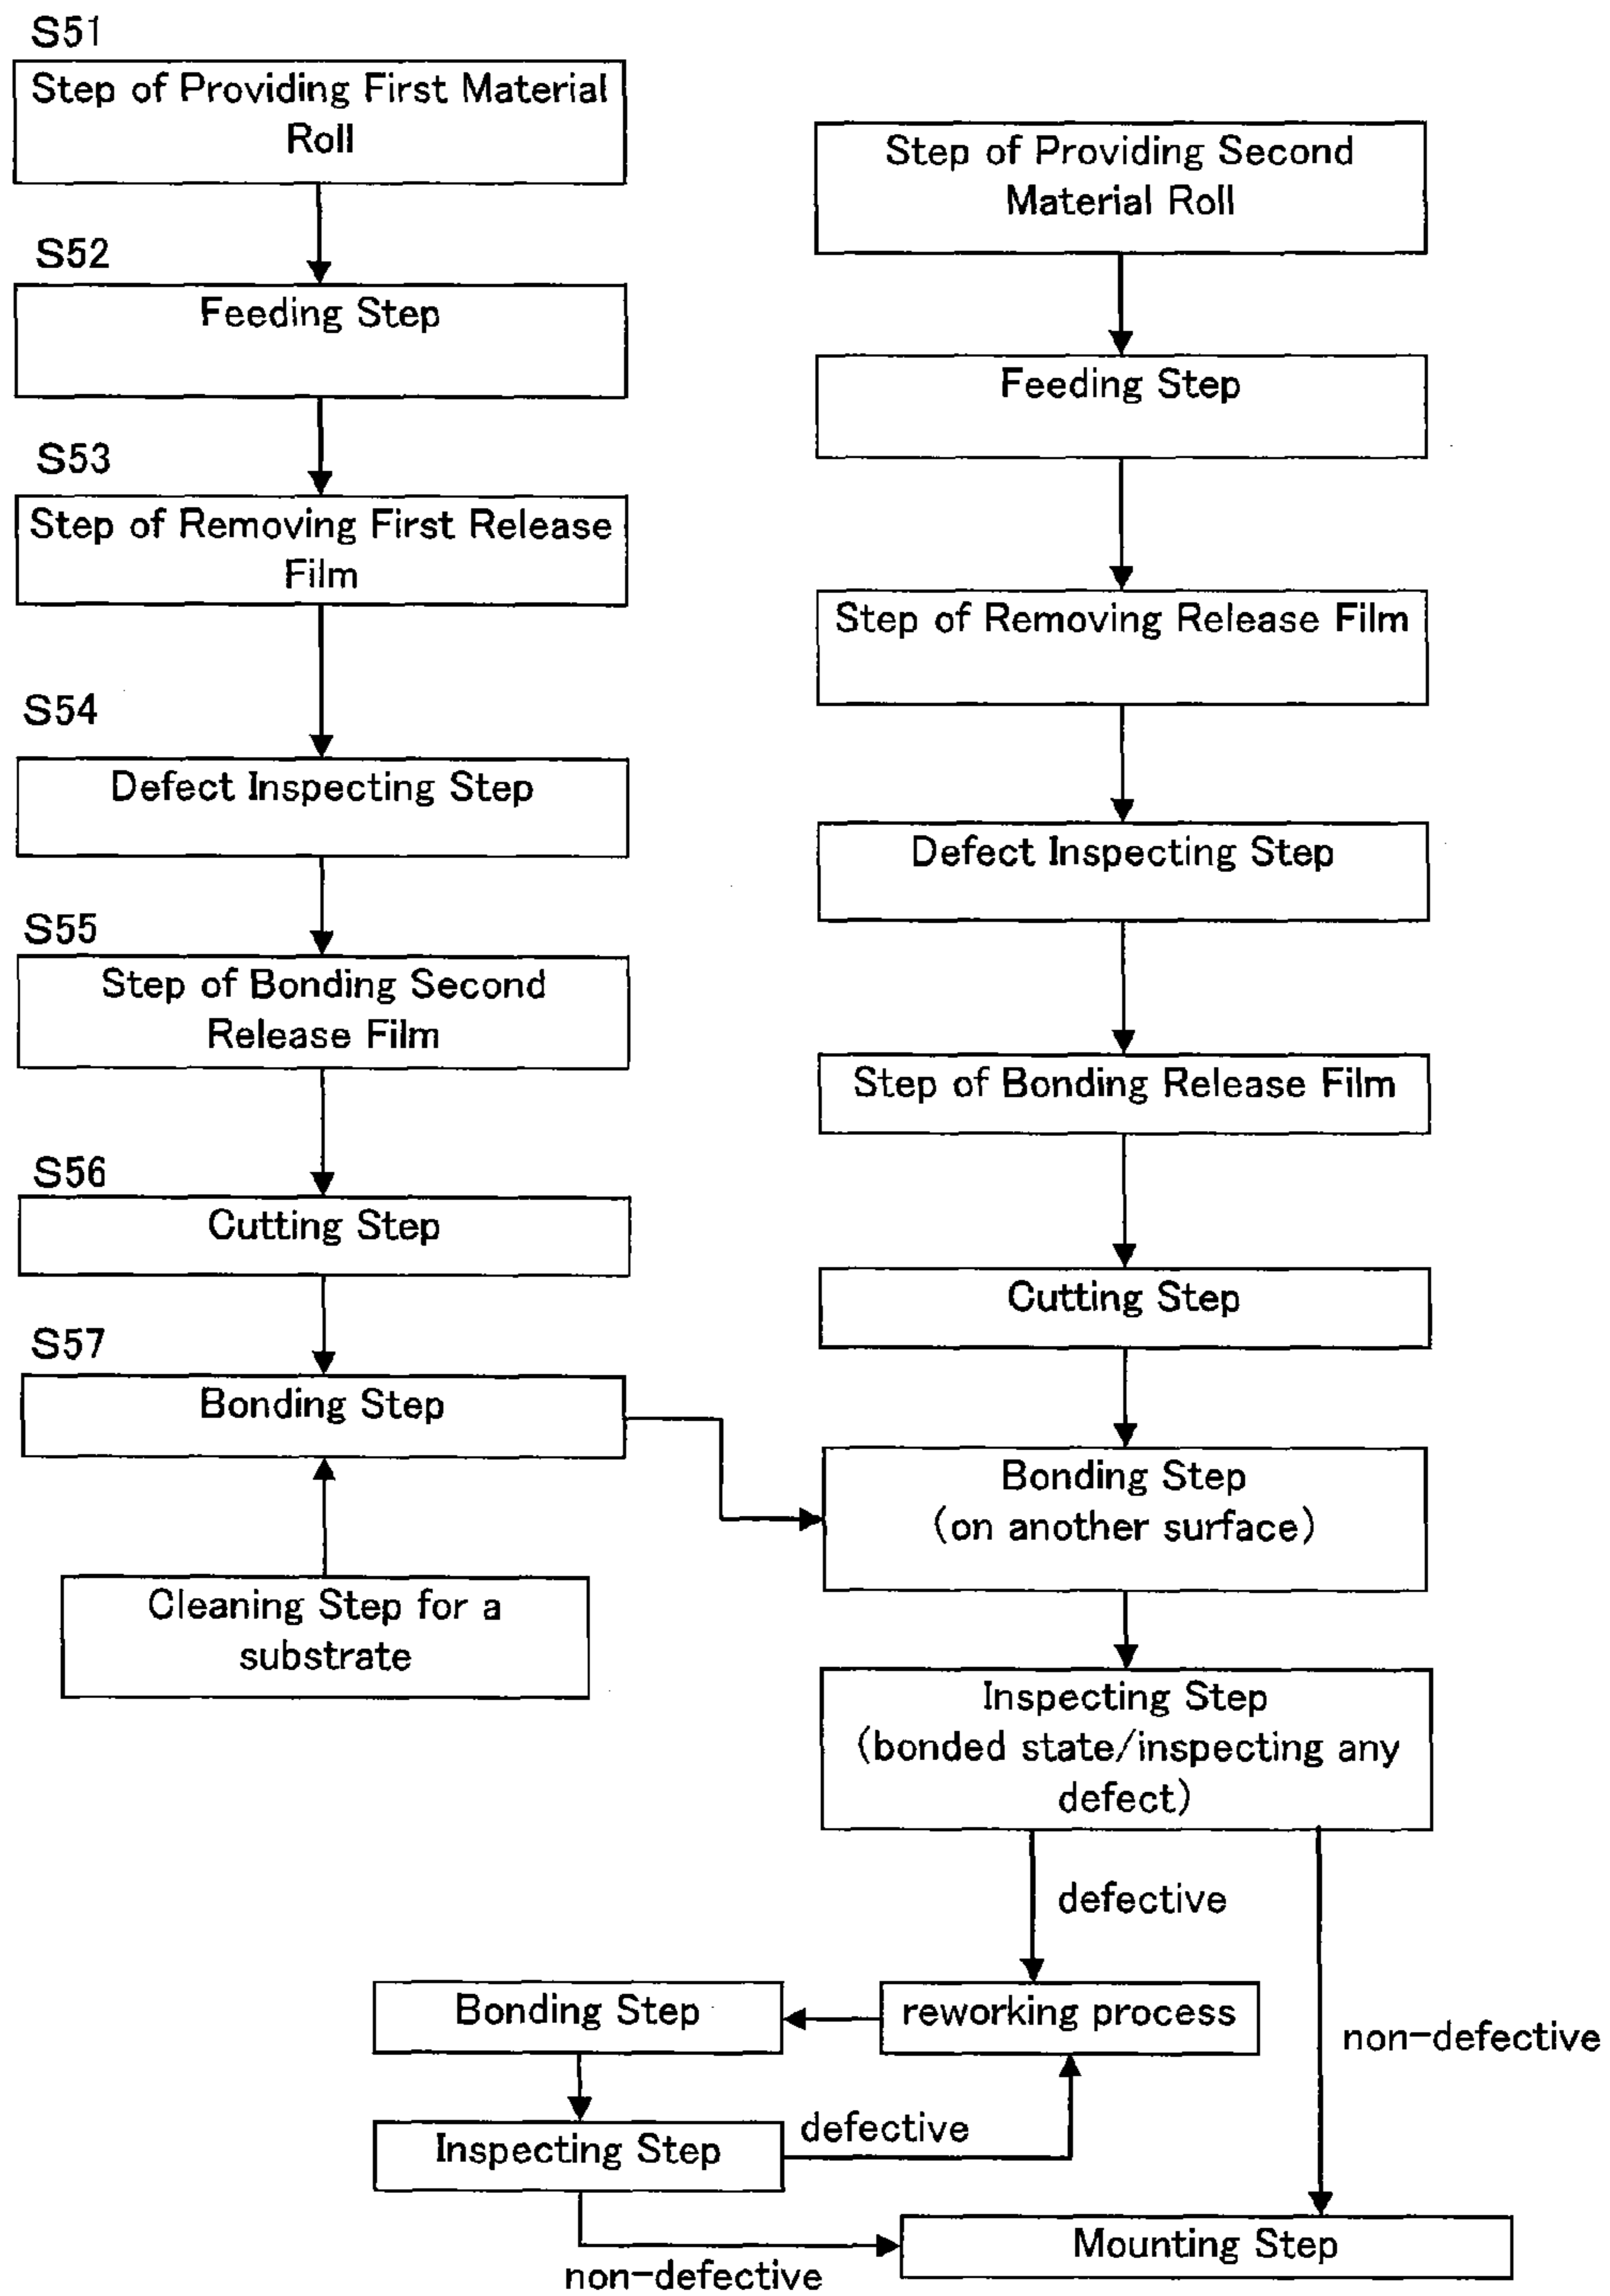 S51
Step of Providing First Material
Roll
S52
Feeding Step
S53
Step of Removing First Release
Film
S54
Defect Inspecting Step
S55
Step of Bonding Second
Release Film
S56
Cutting Step
S57
Bonding Step
Cleaning Step for a
substrate
Step of Providing Second
Material Roll
Feeding Step
Step of Removing Release Film
Defect Inspecting Step
Step of Bonding Release Film
Cutting Step
Bonding Step
(on another surface)
Inspecting Step
(bonded state/inspecting any
defect)
defective
non-defective
reworking process
Bonding Step
Inspecting Step
defective
non-defective
Mounting Step